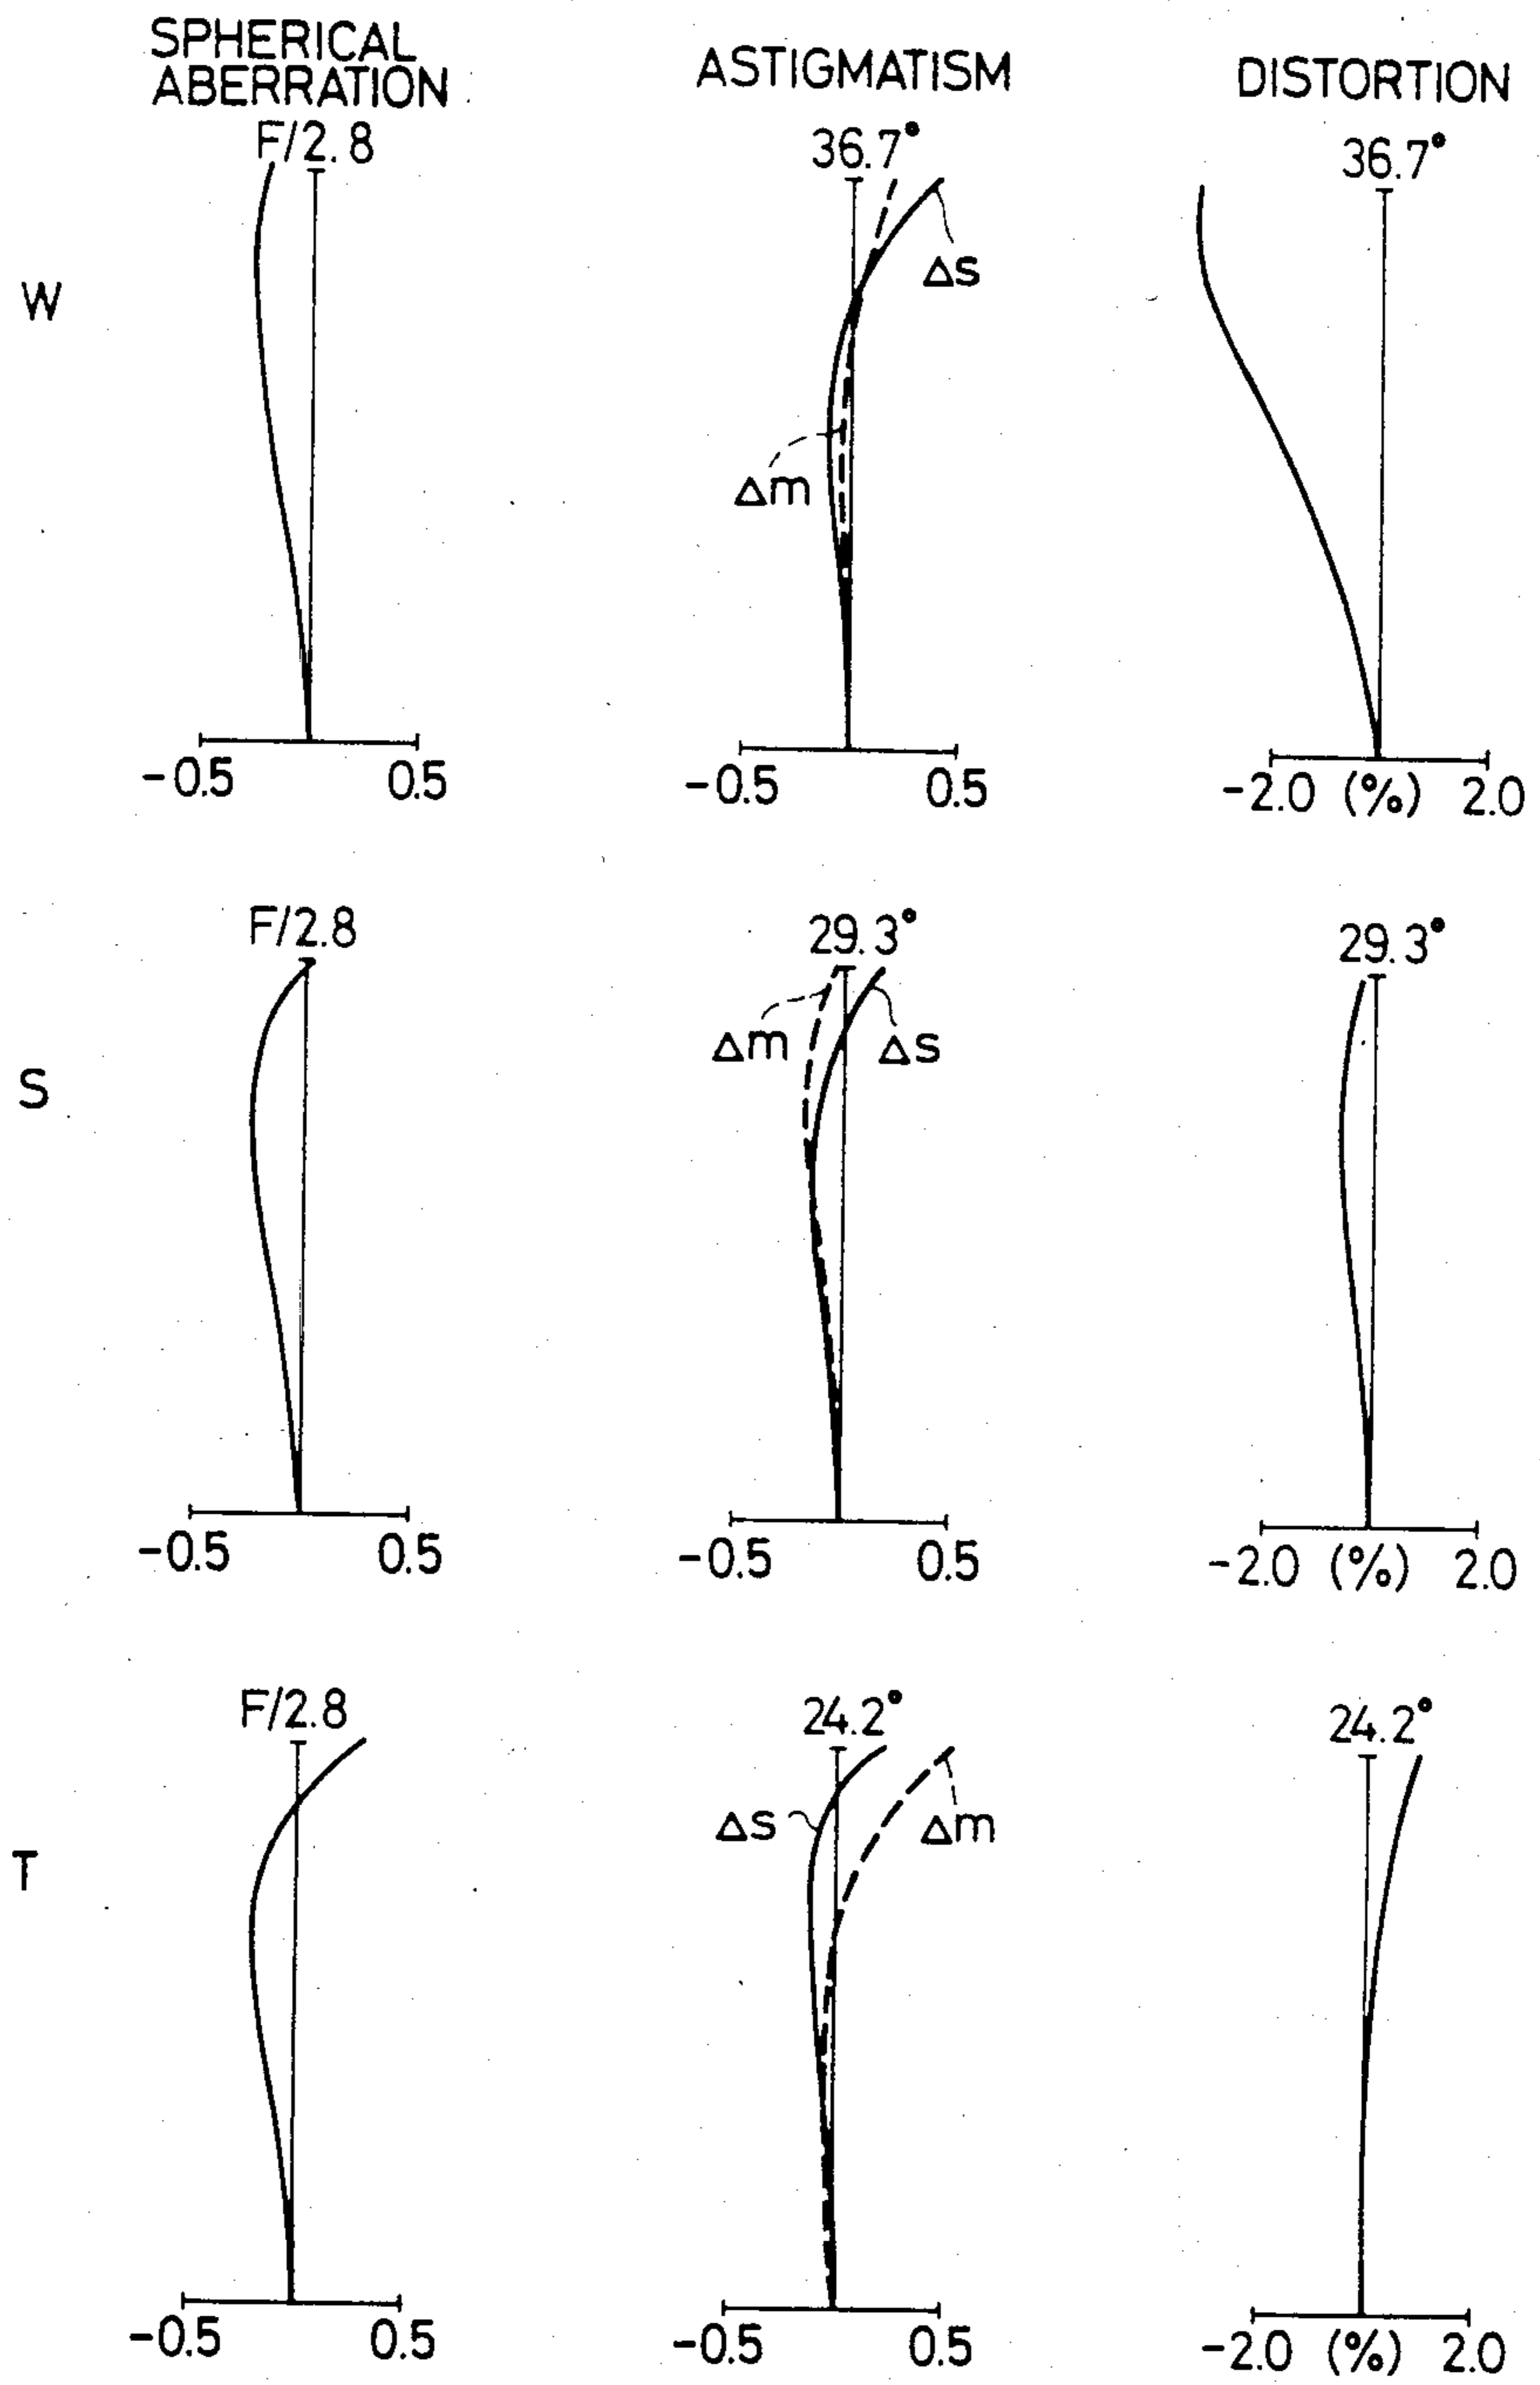 SPHERICAL
ABERRATION
ASTIGMATISM
DISTORTION
F/2.8
36.7°
36.7°
W
Δs
Δm
-0.5 0.5
-0.5 0.5
-2.0 (%) 2.0
F/2.8
29.3°
29.3°
S
Δm
Δs
-0.5 0.5
-0.5 0.5
-2.0 (%) 2.0
F/2.8
24.2°
24.2°
T
Δs
Δm
-0.5 0.5
-0.5 0.5
-2.0 (%) 2.0